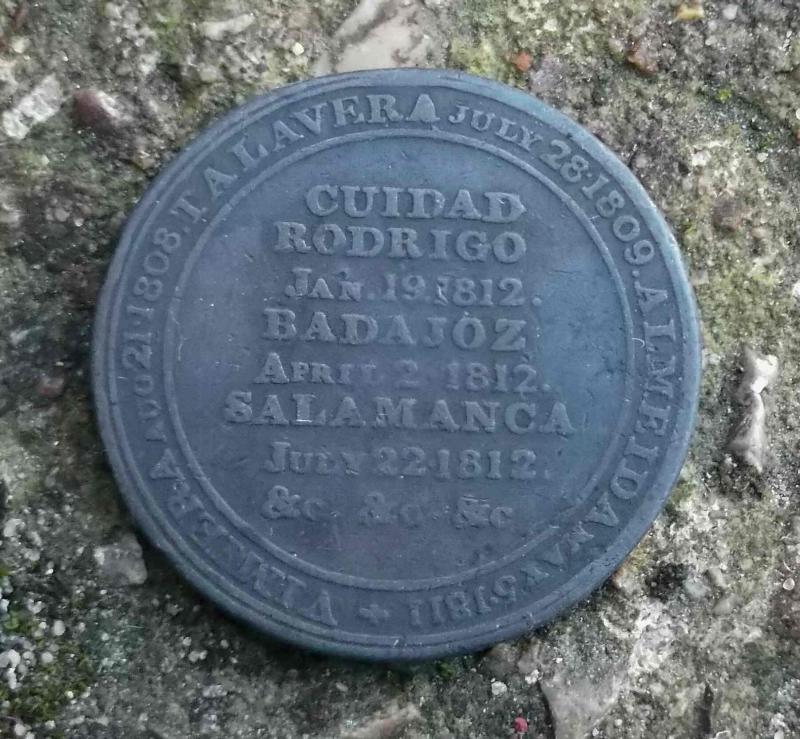 VIMIERA AUG 21·1808. TALAVERA JULY 28·1809. ALMEIDA MAY 5·1811 +
CUIDAD
RODRIGO
JAN. 19.1812.
BADAJOZ
APRIL 2 1812.
SALAMANCA
JULY 22·1812.
&c &c &c